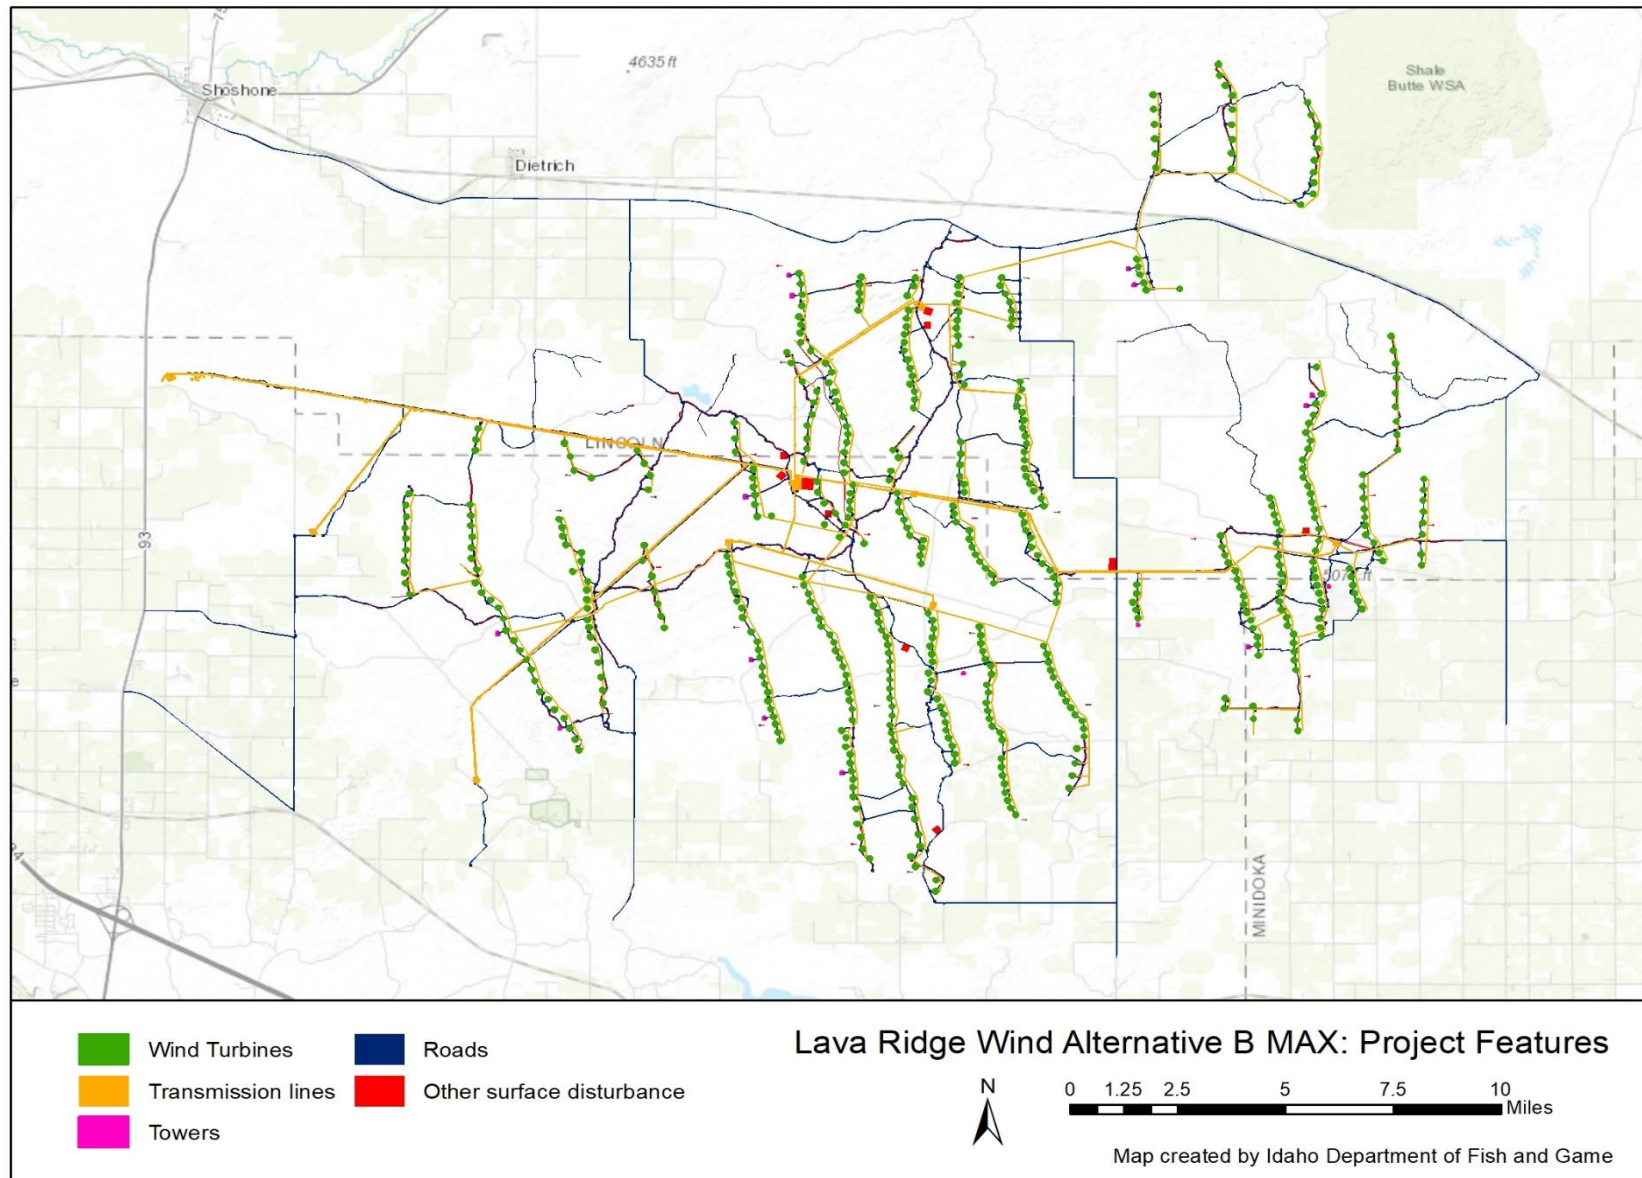 75
4635 ft
Shale
Butte WSA
Shoshone
Dietrich
LINCOLN
93
MINIDOKA
Wind Turbines
Roads
Transmission lines
Other surface disturbance
Towers
Lava Ridge Wind Alternative B MAX: Project Features
N
0 1.25 2.5 5 7.5 10
Miles
Map created by Idaho Department of Fish and Game